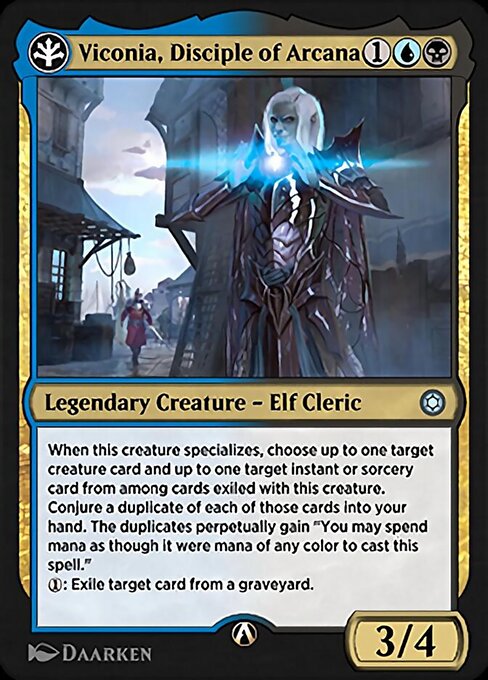 Viconia, Disciple of Arcana 1
Legendary Creature – Elf Cleric
When this creature specializes, choose up to one target
creature card and up to one target instant or sorcery
card from among cards exiled with this creature.
Conjure a duplicate of each of those cards into your
hand. The duplicates perpetually gain "You may spend
mana as though it were mana of any color to cast this
spell."
1: Exile target card from a graveyard.
3/4
DAARKEN